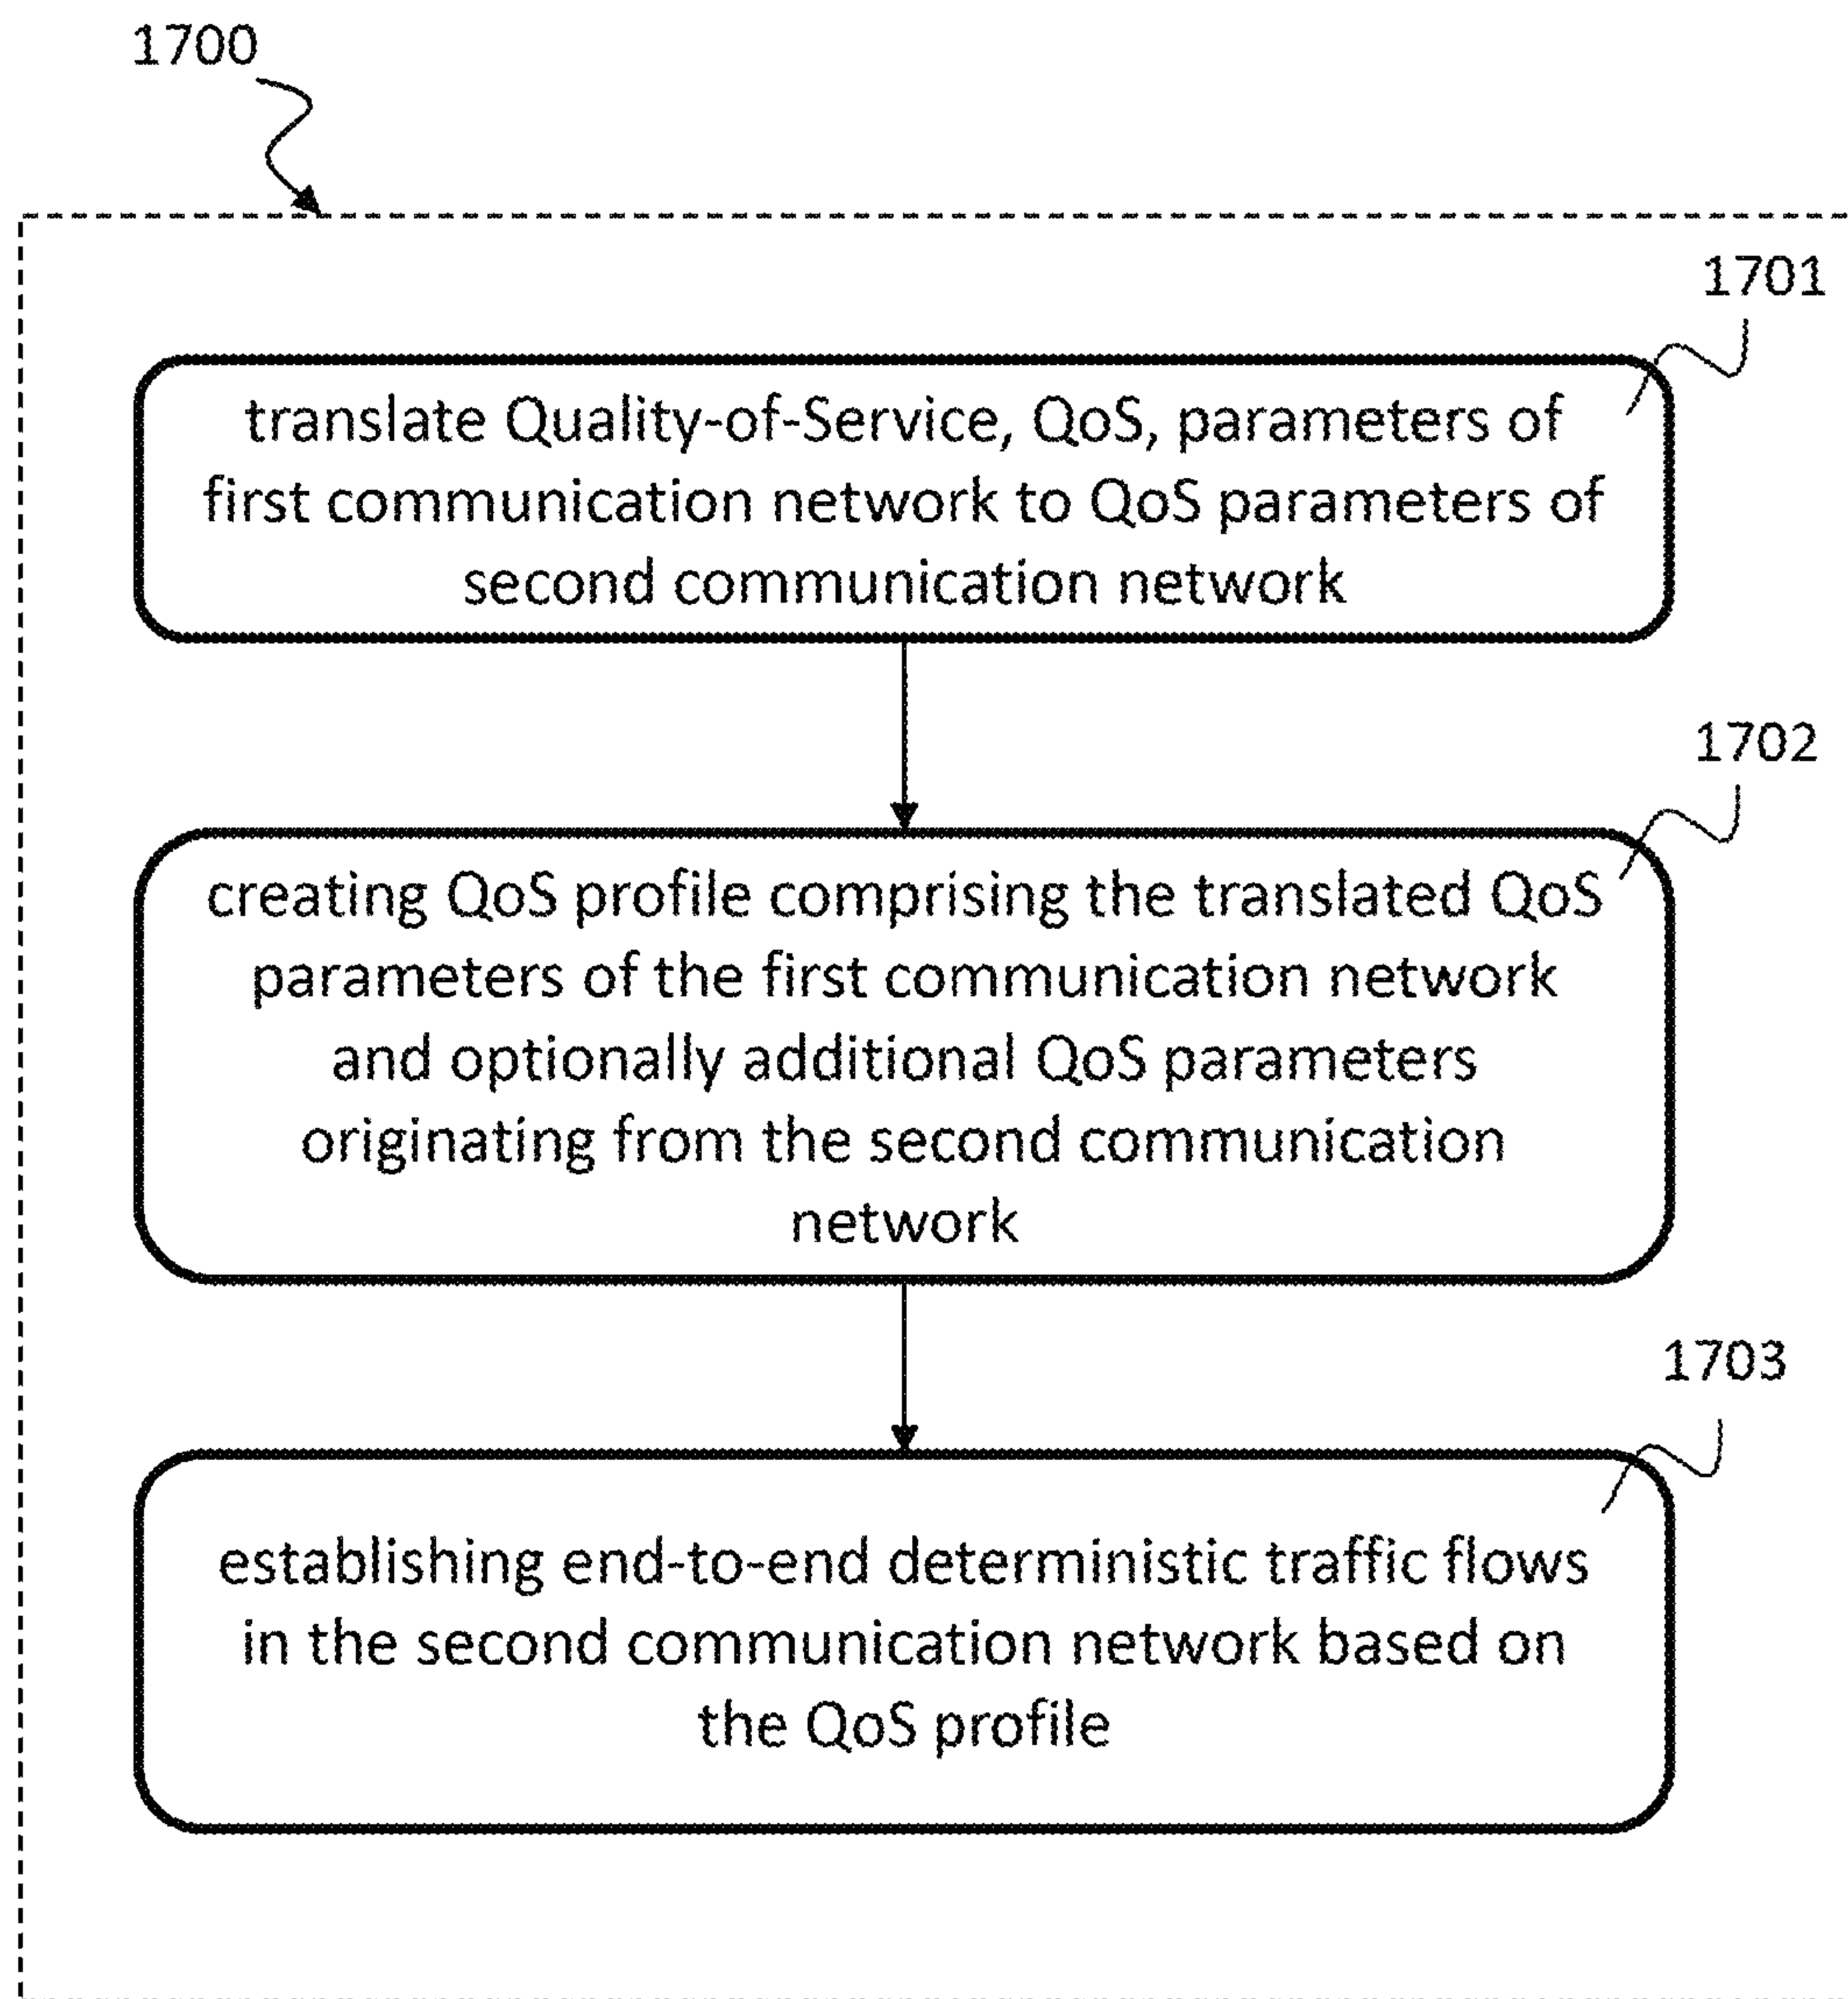 1700
1701
translate Quality-of-Service, QoS, parameters of
first communication network to QoS parameters of
second communication network
1702
creating QoS profile comprising the translated QoS
parameters of the first communication network
and optionally additional QoS parameters
originating from the second communication
network
1703
establishing end-to-end deterministic traffic flows
in the second communication network based on
the QoS profile